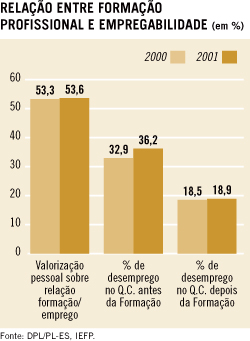 RELAÇÃO ENTRE FORMAÇÃO
PROFISSIONAL E EMPREGABILIDADE (em %)
2000 2001
60
50
40
30
20
10
0
53,3 53,6
32,9 36,2
18,5 18,9
Valorização
pessoal sobre
relação
formação/
emprego
% de
desemprego
no Q.C. antes
da Formação
% de
desemprego
no Q.C. depois
da Formação
Fonte: DPL/PL-ES, IEFP.